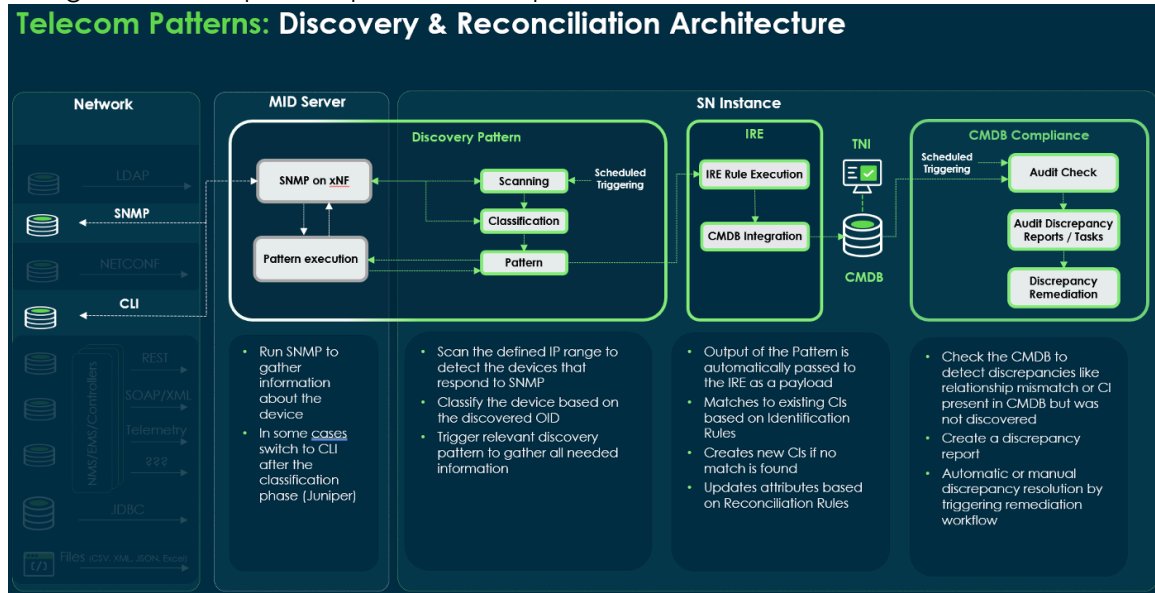 Telecom Patterns: Discovery & Reconciliation Architecture
Network
LDAP
SNMP
NETCONF
CLI
NMS/EMS/Controllers
REST
SOAP/XML
Telemetry
???
JDBC
Files (CSV, XML, JSON, Excel)
MID Server
SNMP on xNF
Pattern execution
SN Instance
Discovery Pattern
Scanning
Scheduled
Triggering
Classification
Pattern
IRE
IRE Rule Execution
CMDB Integration
TNI
CMDB
CMDB Compliance
Scheduled
Triggering
Audit Check
Audit Discrepancy
Reports / Tasks
Discrepancy
Remediation
• Run SNMP to
gather
information
about the
device
• In some cases
switch to CLI
after the
classification
phase (Juniper)
• Scan the defined IP range to
detect the devices that
respond to SNMP
• Classify the device based on
the discovered OID
• Trigger relevant discovery
pattern to gather all needed
information
• Output of the Pattern is
automatically passed to
the IRE as a payload
• Matches to existing CIs
based on Identification
Rules
• Creates new CIs if no
match is found
• Updates attributes based
on Reconciliation Rules
• Check the CMDB to
detect discrepancies like
relationship mismatch or CI
present in CMDB but was
not discovered
• Create a discrepancy
report
• Automatic or manual
discrepancy resolution by
triggering remediation
workflow